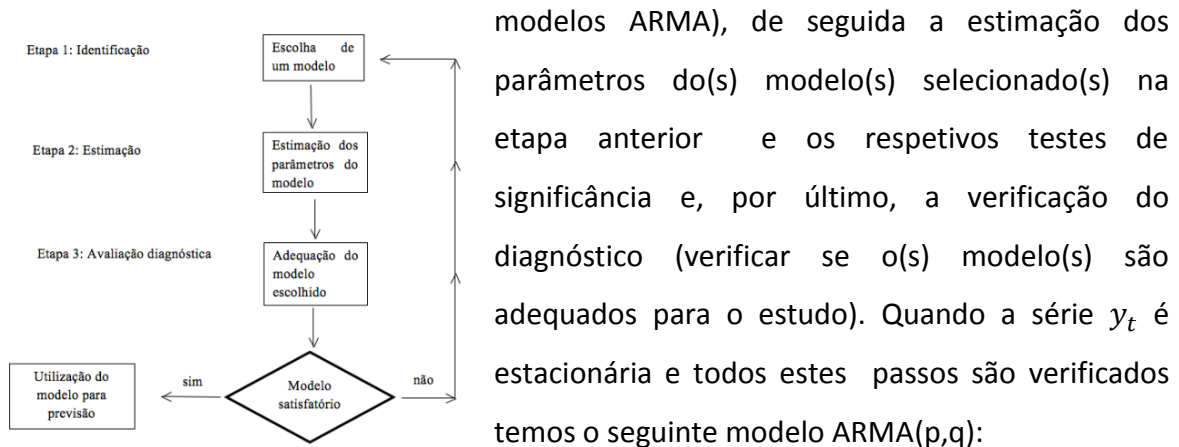 Etapa 1: Identificação
Escolha de
um modelo
Etapa 2: Estimação
Estimação dos
parâmetros do
modelo
Etapa 3: Avaliação diagnóstica
Adequação do
modelo
escolhido
Utilização do
modelo para
previsão
sim
Modelo
satisfatório
não
modelos ARMA), de seguida a estimação dos
parâmetros do(s) modelo(s) selecionado(s) na
etapa anterior e os respetivos testes de
significância e, por último, a verificação do
diagnóstico (verificar se o(s) modelo(s) são
adequados para o estudo). Quando a série y_t é
estacionária e todos estes passos são verificados
temos o seguinte modelo ARMA(p,q):